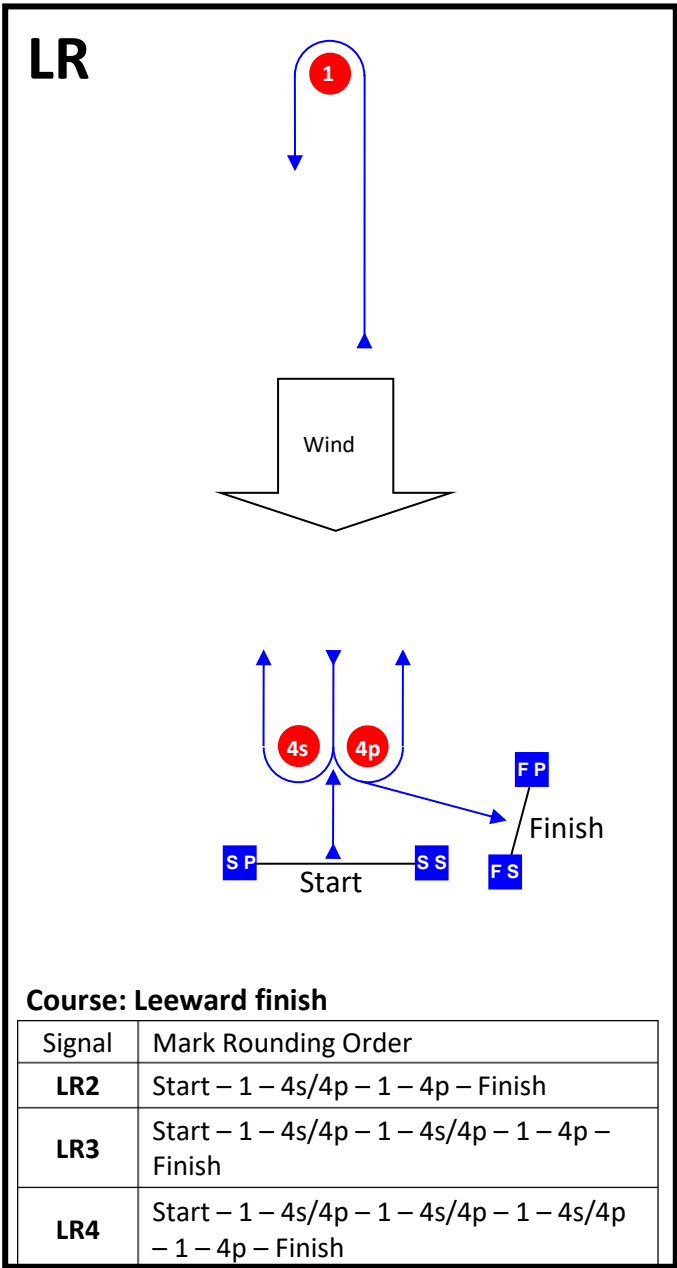 LR
1
Wind
4s
4p
F P
Finish
S P
S S
Start
F S
Course: Leeward finish
Signal Mark Rounding Order
LR2 Start – 1 – 4s/4p – 1 – 4p – Finish
LR3 Start – 1 – 4s/4p – 1 – 4s/4p – 1 – 4p –
Finish
LR4 Start – 1 – 4s/4p – 1 – 4s/4p – 1 – 4s/4p
– 1 – 4p – Finish